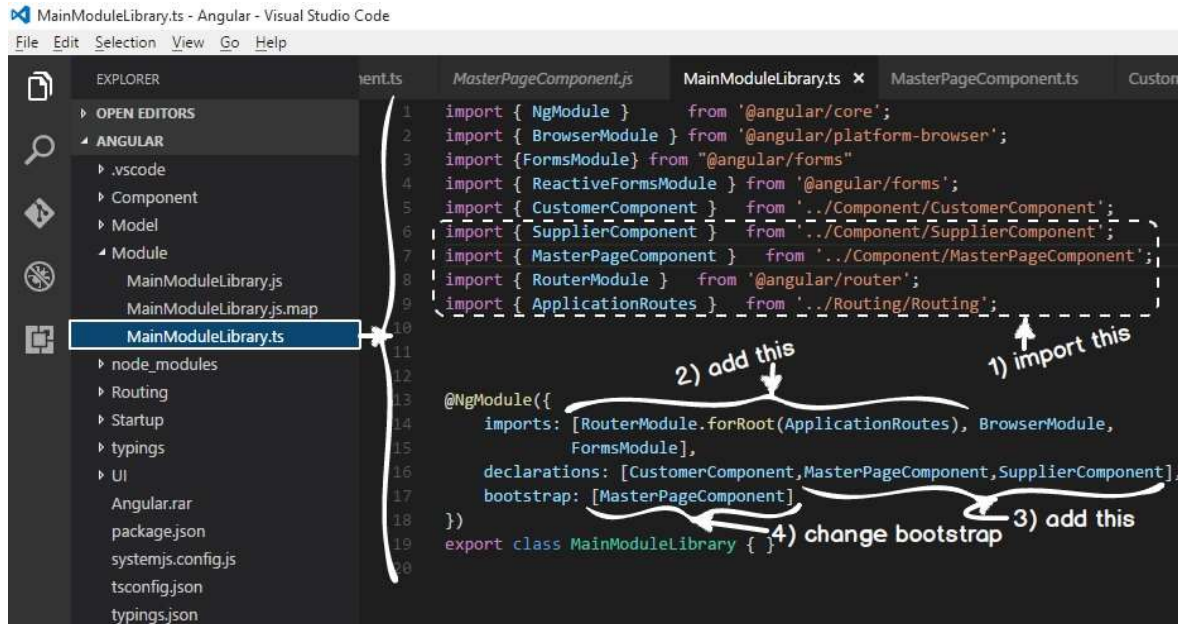 MainModuleLibrary.ts - Angular - Visual Studio Code
File Edit Selection View Go Help
EXPLORER
OPEN EDITORS
ANGULAR
.vscode
Component
Model
Module
MainModuleLibrary.js
MainModuleLibrary.js.map
MainModuleLibrary.ts
node_modules
Routing
Startup
typings
UI
Angular.rar
package.json
systemjs.config.js
tsconfig.json
typings.json
nent.ts MasterPageComponent.js MainModuleLibrary.ts × MasterPageComponent.ts Custon
1 import { NgModule } from '@angular/core';
2 import { BrowserModule } from '@angular/platform-browser';
3 import {FormsModule} from "@angular/forms"
4 import { ReactiveFormsModule } from '@angular/forms';
5 import { CustomerComponent } from '../Component/CustomerComponent';
6 import { SupplierComponent } from '../Component/SupplierComponent';
7 import { MasterPageComponent } from '../Component/MasterPageComponent';
8 import { RouterModule } from '@angular/router';
9 import { ApplicationRoutes } from '../Routing/Routing';
10
11
12
1) import this
2) add this
13 @NgModule({
14 imports: [RouterModule.forRoot(ApplicationRoutes), BrowserModule,
15 FormsModule],
16 declarations: [CustomerComponent,MasterPageComponent,SupplierComponent],
17 bootstrap: [MasterPageComponent]
18 })
3) add this
4) change bootstrap
19 export class MainModuleLibrary { }
20